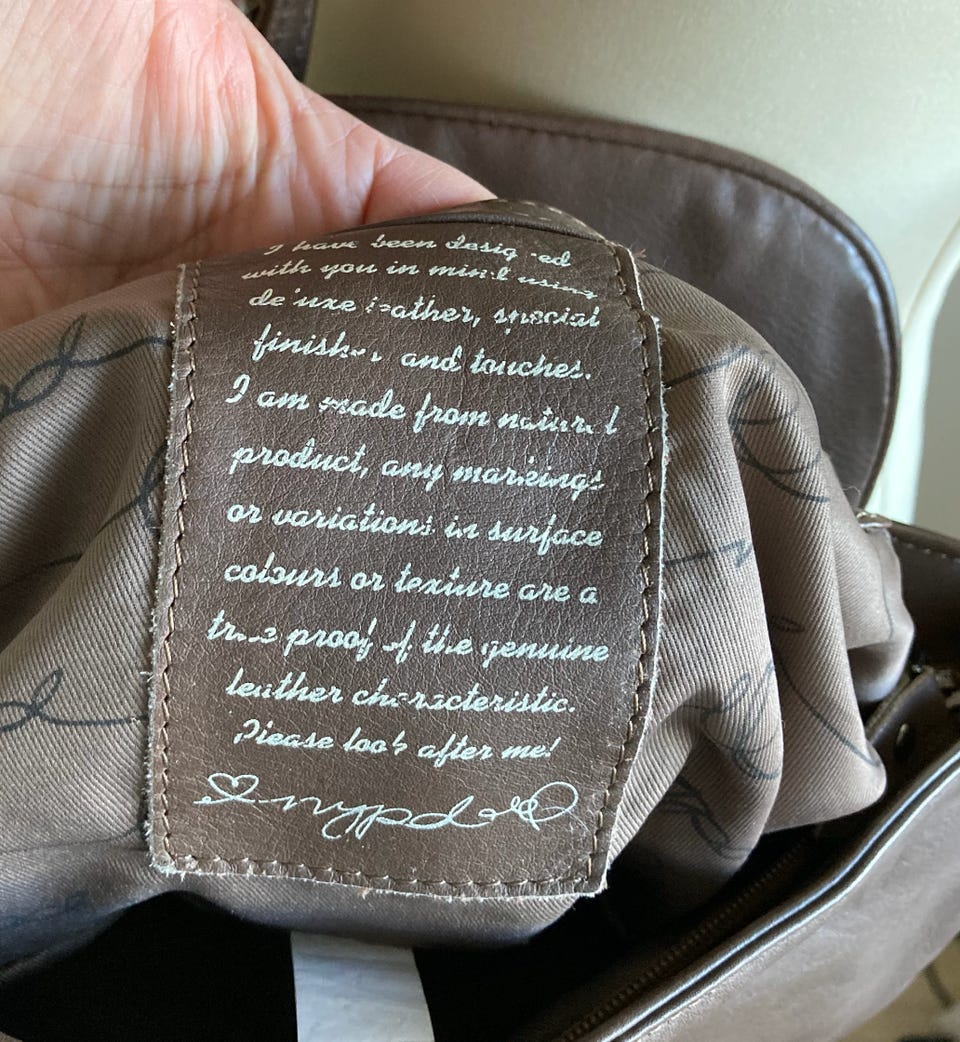 I have been designed
with you in mind using
deluxe leather, special
finishes and touches.
I am made from natural
product, any markings
or variations in surface
colours or texture are a
true proof of the genuine
leather characteristic.
Please look after me!